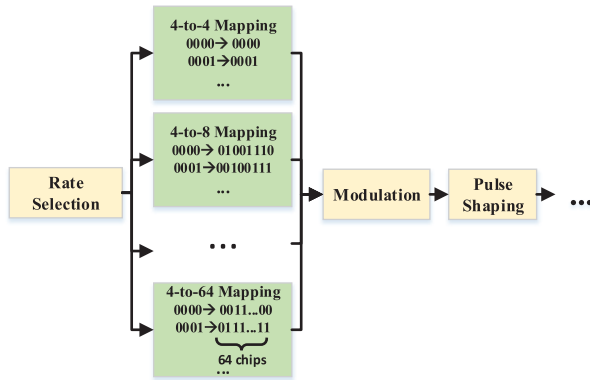 4-to-4 Mapping
0000→ 0000
0001→0001
...
4-to-8 Mapping
0000→ 01001110
0001→00100111
...
Rate
Selection
...
4-to-64 Mapping
0000→ 0011...00
0001→0111...11
64 chips
...
Modulation
Pulse
Shaping
...